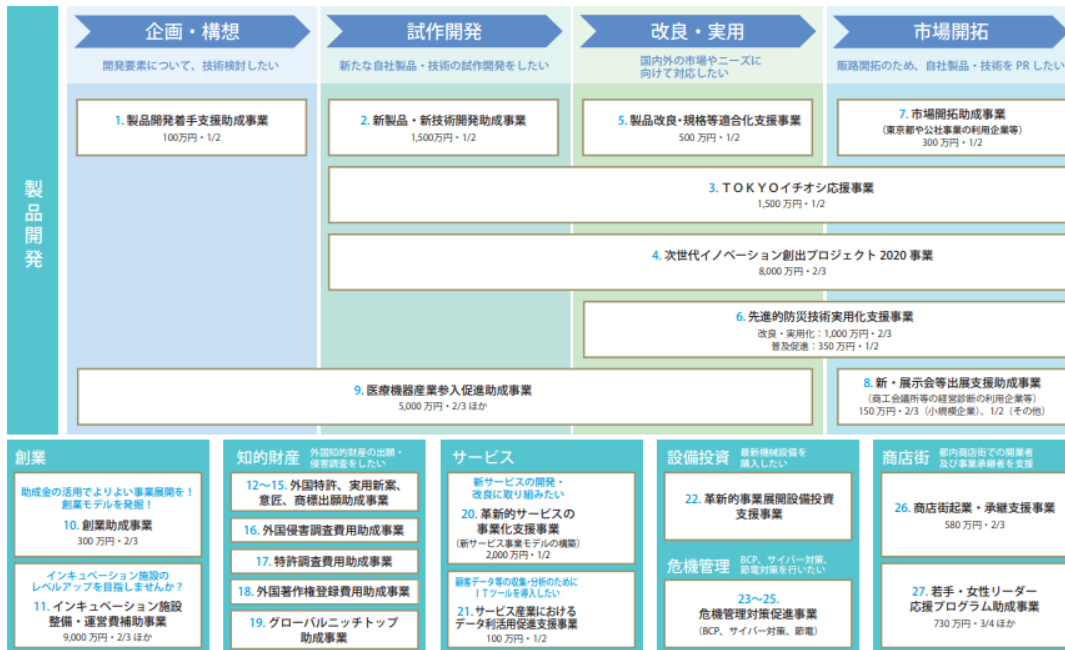 企画・構想
試作開発
改良・実用
市場開拓
開発要素について、技術検討したい
新たな自社製品・技術の試作開発をしたい
国内外の市場やニーズに
向けて対応したい
販路開拓のため、自社製品・技術を PR したい
製品開発
1. 製品開発着手支援助成事業
100万円・1/2
2. 新製品・新技術開発助成事業
1,500万円・1/2
5. 製品改良・規格等適合化支援事業
500 万円・1/2
7. 市場開拓助成事業
(東京都や公社事業の利用企業等)
300 万円・1/2
3. TOKYOイチオシ応援事業
1,500 万円・1/2
4. 次世代イノベーション創出プロジェクト 2020 事業
8,000 万円・2/3
6. 先進的防災技術実用化支援事業
改良・実用化：1,000 万円・2/3
普及促進：350 万円・1/2
9. 医療機器産業参入促進助成事業
5,000 万円・2/3 ほか
8. 新・展示会等出展支援助成事業
(商工会議所等の経営診断の利用企業等)
150 万円・2/3（小規模企業）、1/2（その他）
創業
助成金の活用でよりよい事業展開を！
創業モデルを発掘！
10. 創業助成事業
300 万円・2/3
インキュベーション施設の
レベルアップを目指しませんか？
11. インキュベーション施設
整備・運営費補助事業
9,000 万円・2/3 ほか
知的財産
外国知的財産の出願・
侵害調査をしたい
12〜15. 外国特許、実用新案、
意匠、商標出願助成事業
16. 外国侵害調査費用助成事業
17. 特許調査費用助成事業
18. 外国著作権登録費用助成事業
19. グローバルニッチトップ
助成事業
サービス
新サービスの開発・
改良に取り組みたい
20. 革新的サービスの
事業化支援事業
(新サービス事業モデルの構築)
2,000 万円・1/2
顧客データ等の収集・分析のために
ITツールを導入したい
21. サービス産業における
データ利活用促進支援事業
100 万円・1/2
設備投資
最新機械設備を
購入したい
22. 革新的事業展開設備投資
支援事業
危機管理
BCP、サイバー対策、
節電対策を行いたい
23〜25.
危機管理対策促進事業
(BCP、サイバー対策、節電)
商店街
都内商店街での開業者
及び事業承継者を支援
26. 商店街起業・承継支援事業
580 万円・2/3
27. 若手・女性リーダー
応援プログラム助成事業
730 万円・3/4 ほか